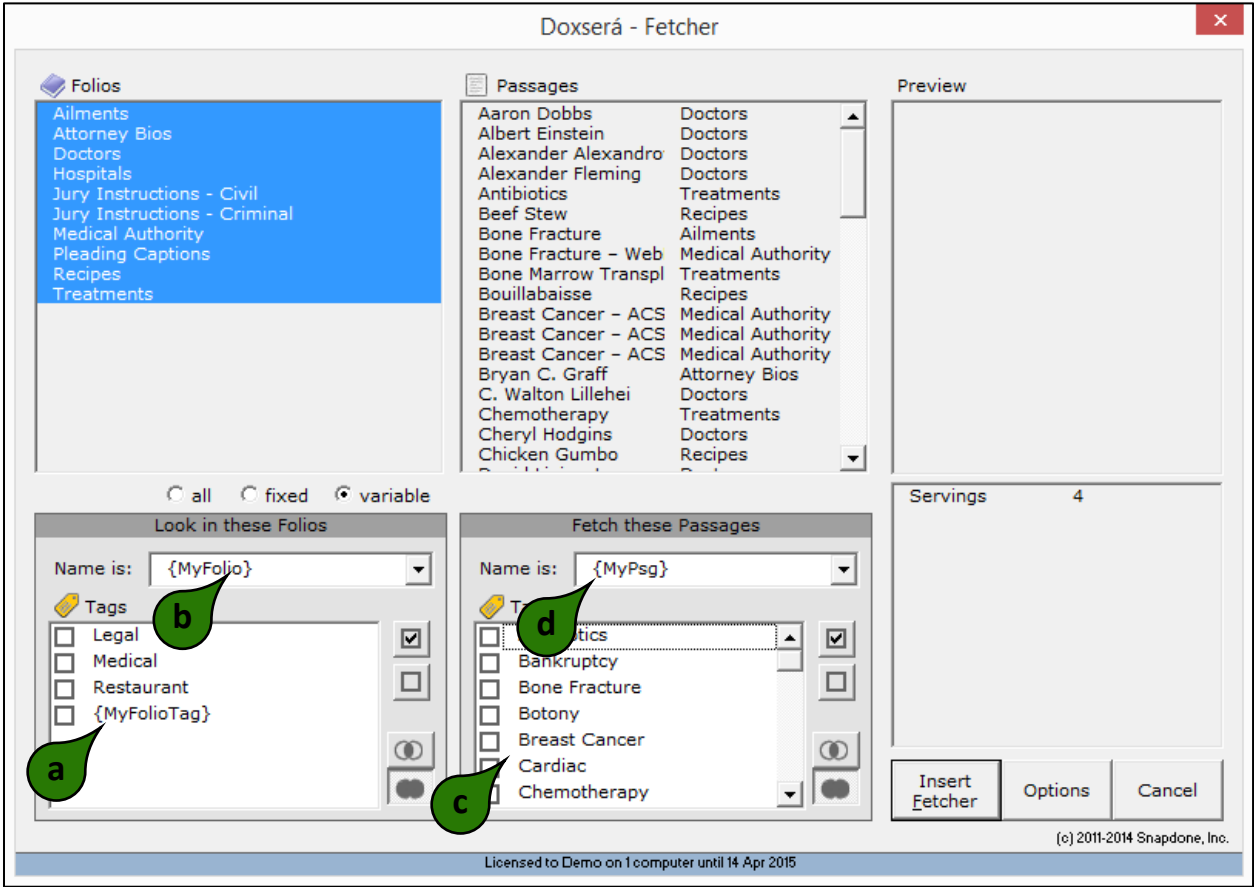 Doxserá - Fetcher
Folios
Ailments
Attorney Bios
Doctors
Hospitals
Jury Instructions - Civil
Jury Instructions - Criminal
Medical Authority
Pleading Captions
Recipes
Treatments
Passages
Aaron Dobbs Doctors
Albert Einstein Doctors
Alexander Alexandro Doctors
Alexander Fleming Doctors
Antibiotics Treatments
Beef Stew Recipes
Bone Fracture Ailments
Bone Fracture – Web Medical Authority
Bone Marrow Transpl Treatments
Bouillabaisse Recipes
Breast Cancer – ACS Medical Authority
Breast Cancer – ACS Medical Authority
Breast Cancer – ACS Medical Authority
Bryan C. Graff Attorney Bios
C. Walton Lillehei Doctors
Chemotherapy Treatments
Cheryl Hodgins Doctors
Chicken Gumbo Recipes
Preview
all fixed variable
Look in these Folios
Name is: {MyFolio}
b
Tags
Legal
Medical
Restaurant
{MyFolioTag}
a
Fetch these Passages
Name is: {MyPsg}
d
Bankruptcy
Bone Fracture
Botony
Breast Cancer
Cardiac
c
Chemotherapy
Servings 4
Insert Fetcher
Options
Cancel
(c) 2011-2014 Snapdone, Inc.
Licensed to Demo on 1 computer until 14 Apr 2015